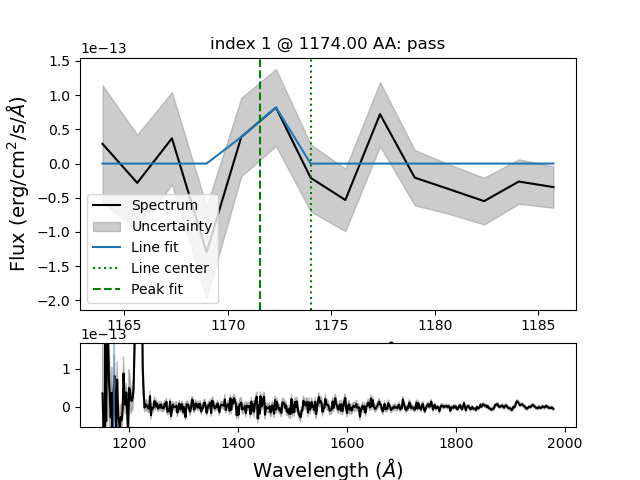 index 1 @ 1174.00 AA: pass
1e−13
1.5
1.0
0.5
0.0
−0.5
−1.0
−1.5
−2.0
Flux (erg/cm²/s/Å)
Spectrum
Uncertainty
Line fit
Line center
Peak fit
1165 1170 1175 1180 1185
1e−13
1
0
1200 1400 1600 1800 2000
Wavelength (Å)